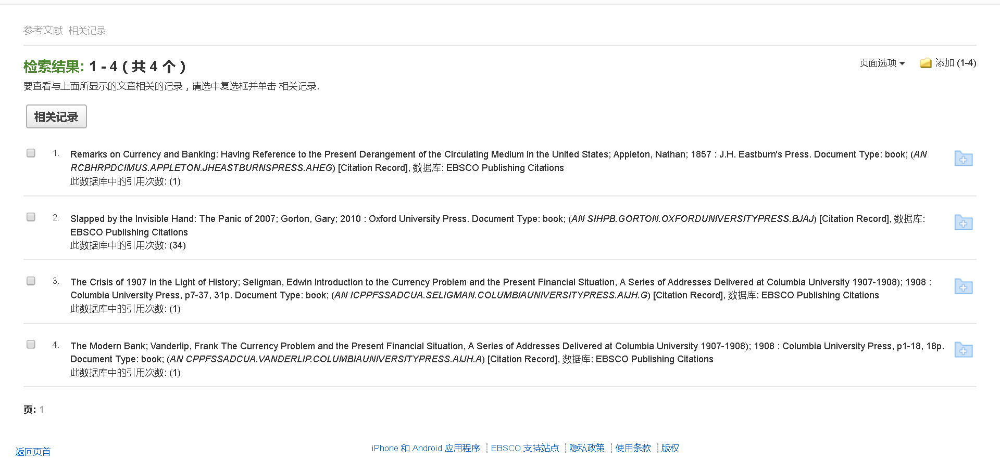 参考文献 相关记录
检索结果: 1 - 4 ( 共 4 个 )
页面选项 添加 (1-4)
要查看与上面所显示的文章相关的记录，请选中复选框并单击 相关记录.
相关记录
1. Remarks on Currency and Banking: Having Reference to the Present Derangement of the Circulating Medium in the United States; Appleton, Nathan; 1857 : J.H. Eastburn's Press. Document Type: book; (AN
RCBHRPDCIMUS.APPLETON.JHEASTBURNSPRESS.AHEG) [Citation Record], 数据库: EBSCO Publishing Citations
此数据库中的引用次数: (1)
2. Slapped by the Invisible Hand: The Panic of 2007; Gorton, Gary; 2010 : Oxford University Press. Document Type: book; (AN SIHPB.GORTON.OXFORDUNIVERSITYPRESS.BJAJ) [Citation Record], 数据库:
EBSCO Publishing Citations
此数据库中的引用次数: (34)
3. The Crisis of 1907 in the Light of History; Seligman, Edwin Introduction to the Currency Problem and the Present Financial Situation, A Series of Addresses Delivered at Columbia University 1907-1908); 1908 :
Columbia University Press, p7-37, 31p. Document Type: book; (AN ICPPFSSADCUA.SELIGMAN.COLUMBIAUNIVERSITYPRESS.AIJH.G) [Citation Record], 数据库: EBSCO Publishing Citations
此数据库中的引用次数: (1)
4. The Modern Bank; Vanderlip, Frank The Currency Problem and the Present Financial Situation, A Series of Addresses Delivered at Columbia University 1907-1908); 1908 : Columbia University Press, p1-18, 18p.
Document Type: book; (AN CPPFSSADCUA.VANDERLIP.COLUMBIAUNIVERSITYPRESS.AIJH.A) [Citation Record], 数据库: EBSCO Publishing Citations
此数据库中的引用次数: (1)
页: 1
iPhone 和 Android 应用程序 EBSCO 支持站点 隐私政策 使用条款 版权
返回页首